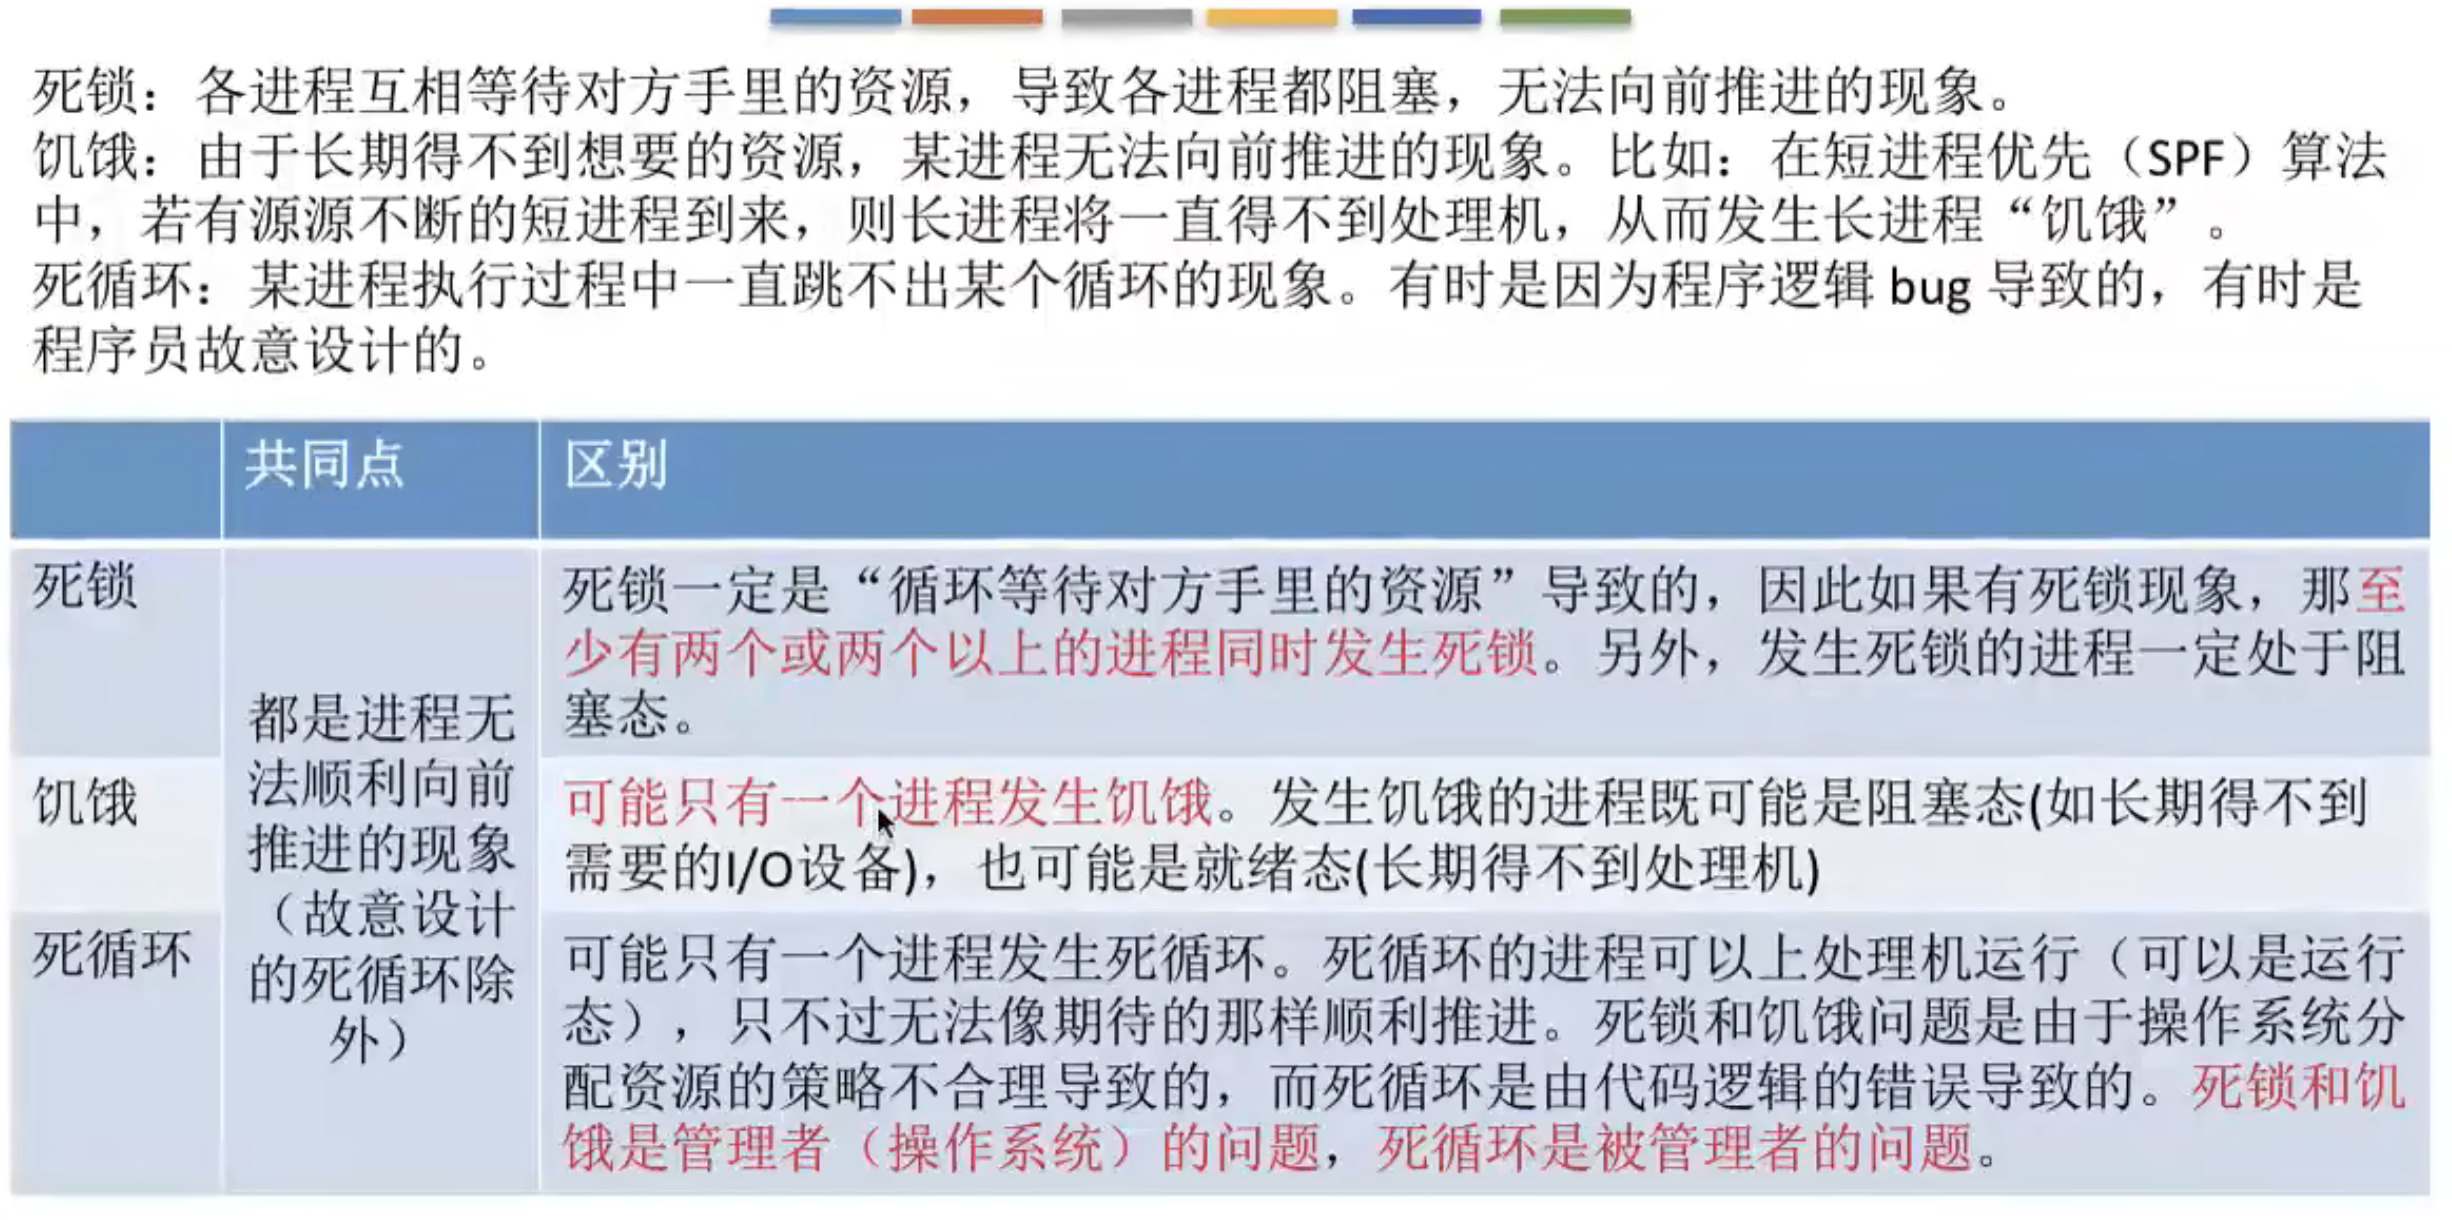 死锁：各进程互相等待对方手里的资源，导致各进程都阻塞，无法向前推进的现象。
饥饿：由于长期得不到想要的资源，某进程无法向前推进的现象。比如：在短进程优先（SPF）算法
中，若有源源不断的短进程到来，则长进程将一直得不到处理机，从而发生长进程“饥饿”。
死循环：某进程执行过程中一直跳不出某个循环的现象。有时是因为程序逻辑 bug 导致的，有时是
程序员故意设计的。
共同点
区别
死锁
都是进程无
法顺利向前
推进的现象
（故意设计
的死循环除
外）
死锁一定是“循环等待对方手里的资源”导致的，因此如果有死锁现象，那至
少有两个或两个以上的进程同时发生死锁。另外，发生死锁的进程一定处于阻
塞态。
饥饿
可能只有一个进程发生饥饿。发生饥饿的进程既可能是阻塞态(如长期得不到
需要的I/O设备)，也可能是就绪态(长期得不到处理机)
死循环
可能只有一个进程发生死循环。死循环的进程可以上处理机运行（可以是运行
态），只不过无法像期待的那样顺利推进。死锁和饥饿问题是由于操作系统分
配资源的策略不合理导致的，而死循环是由代码逻辑的错误导致的。死锁和饥
饿是管理者（操作系统）的问题，死循环是被管理者的问题。